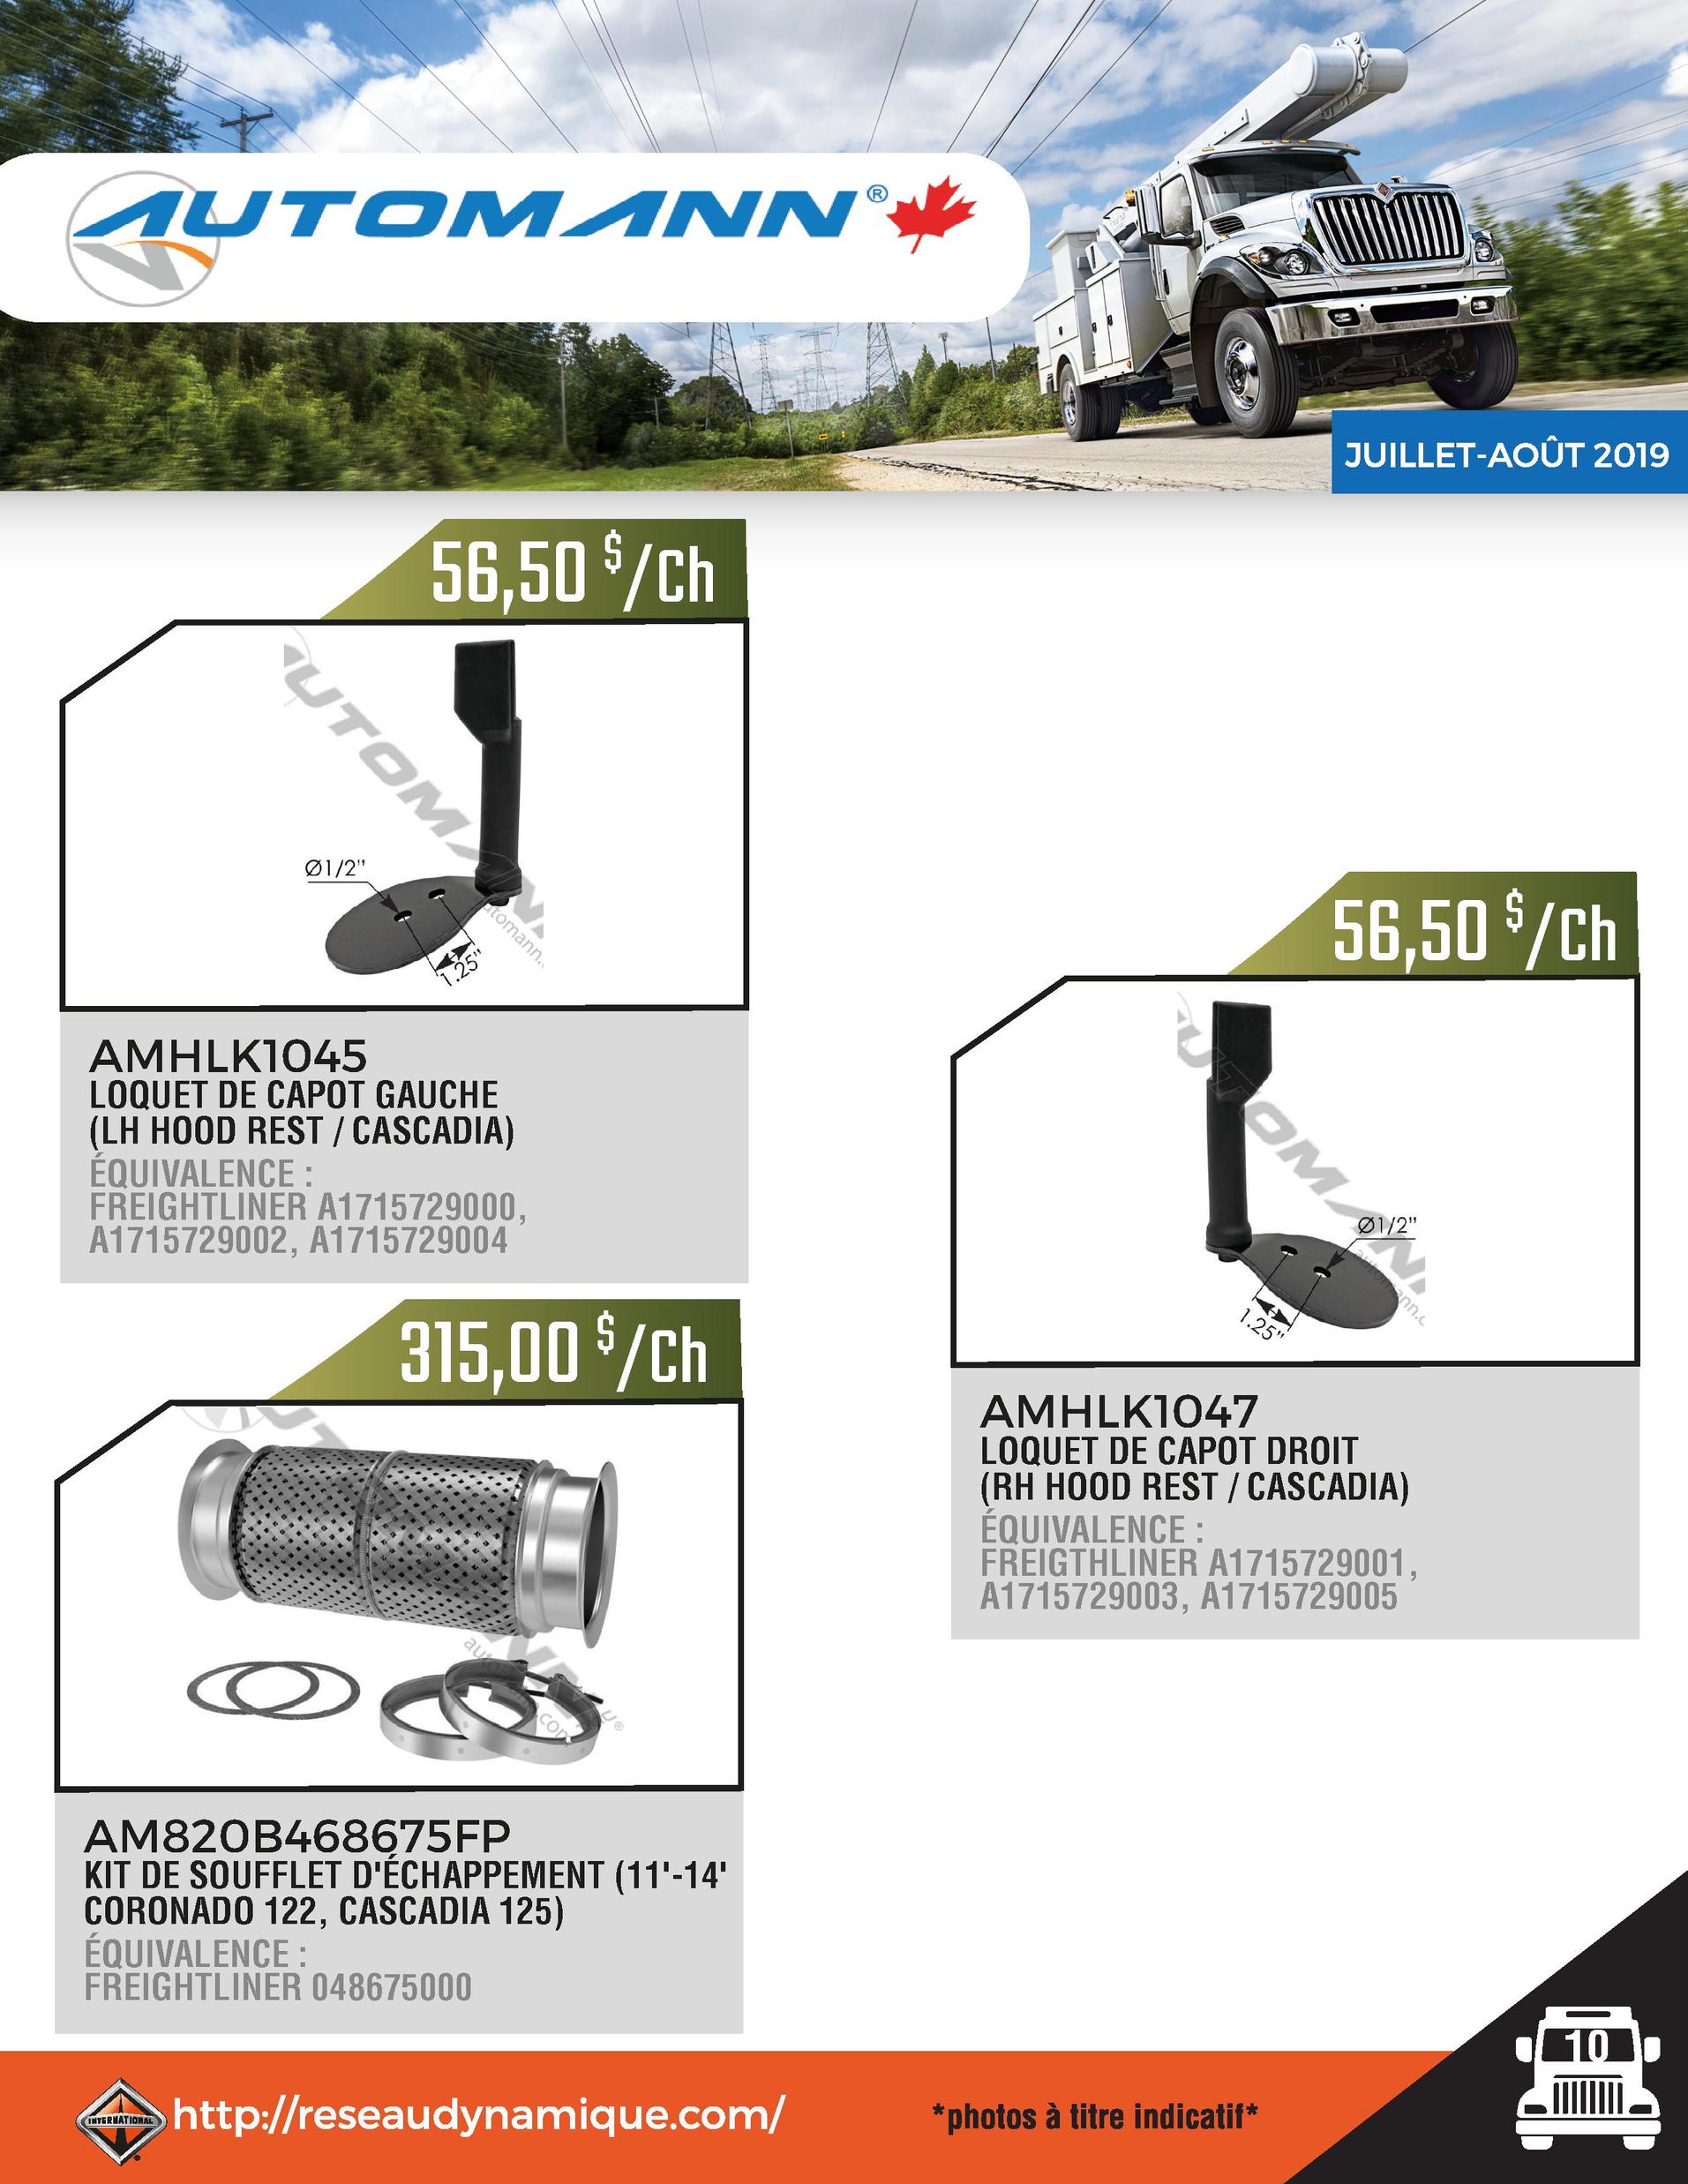 AUTOMANN®
JUILLET-AOÛT 2019
56,50 $/Ch
AUTOMANN
automann.
Ø1/2"
1.25"
AMHLK1045
LOQUET DE CAPOT GAUCHE
(LH HOOD REST / CASCADIA)
ÉQUIVALENCE :
FREIGHTLINER A1715729000,
A1715729002, A1715729004
56,50 $/Ch
AUTOMANN
Ø1/2"
1.25"
AMHLK1047
LOQUET DE CAPOT DROIT
(RH HOOD REST / CASCADIA)
ÉQUIVALENCE :
FREIGTHLINER A1715729001,
A1715729003, A1715729005
315,00 $/Ch
AM820B468675FP
KIT DE SOUFFLET D'ÉCHAPPEMENT (11'-14'
CORONADO 122, CASCADIA 125)
ÉQUIVALENCE :
FREIGHTLINER 048675000
INTERNATIONAL
http://reseaudynamique.com/
*photos à titre indicatif*
10